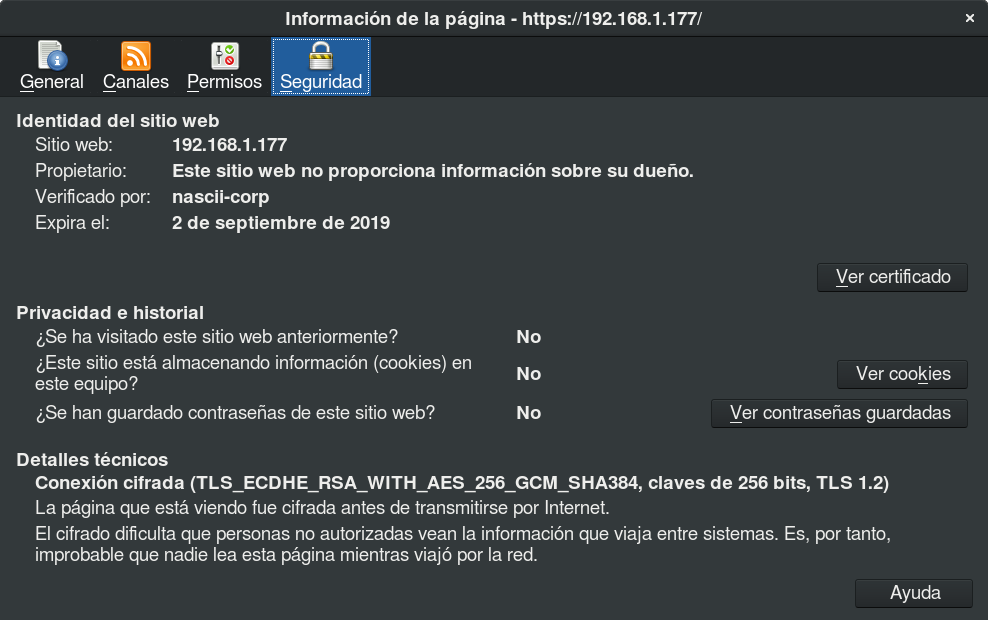 Información de la página - https://192.168.1.177/
×
General Canales Permisos Seguridad
Identidad del sitio web
Sitio web: 192.168.1.177
Propietario: Este sitio web no proporciona información sobre su dueño.
Verificado por: nascii-corp
Expira el: 2 de septiembre de 2019
Ver certificado
Privacidad e historial
¿Se ha visitado este sitio web anteriormente? No
¿Este sitio está almacenando información (cookies) en
este equipo? No Ver cookies
¿Se han guardado contraseñas de este sitio web? No Ver contraseñas guardadas
Detalles técnicos
Conexión cifrada (TLS_ECDHE_RSA_WITH_AES_256_GCM_SHA384, claves de 256 bits, TLS 1.2)
La página que está viendo fue cifrada antes de transmitirse por Internet.
El cifrado dificulta que personas no autorizadas vean la información que viaja entre sistemas. Es, por tanto,
improbable que nadie lea esta página mientras viajó por la red.
Ayuda